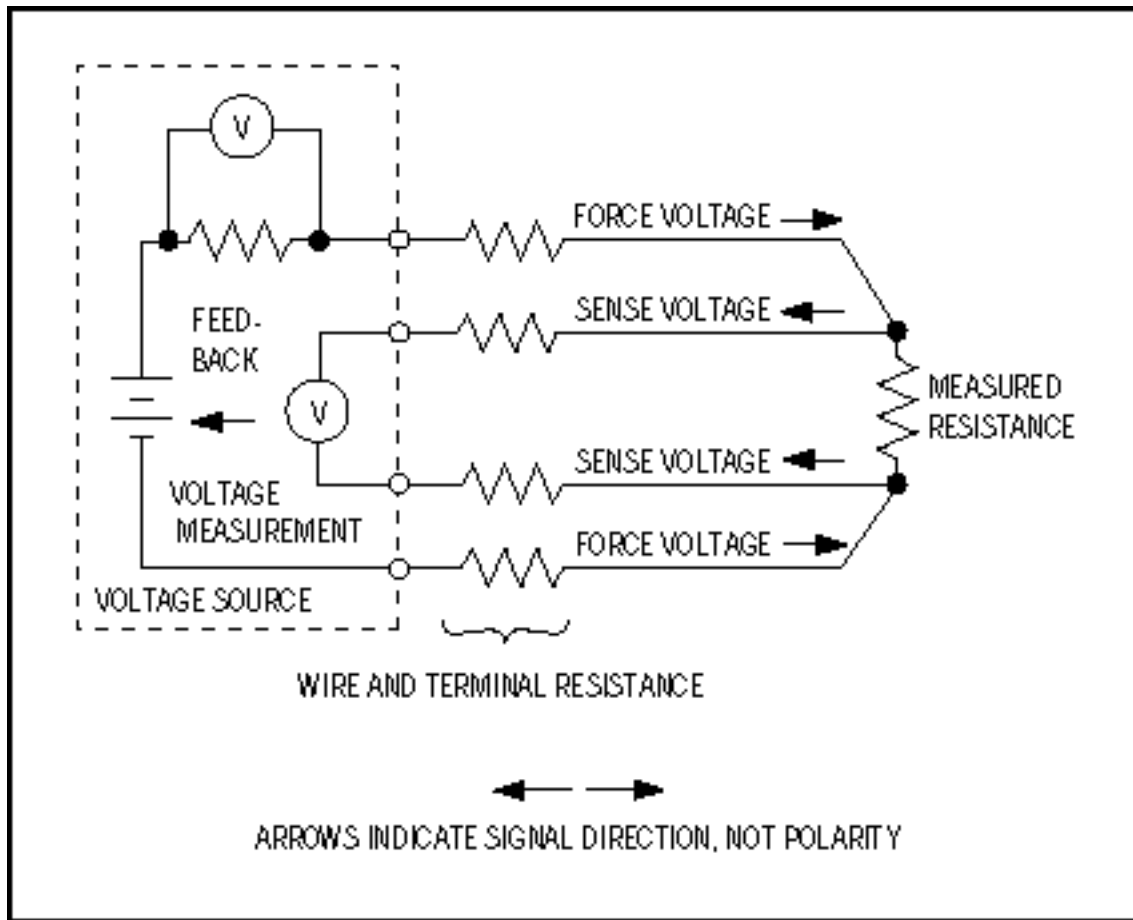 V
FORCE VOLTAGE
SENSE VOLTAGE
FEED-
BACK
V
MEASURED
RESISTANCE
SENSE VOLTAGE
VOLTAGE
MEASUREMENT
FORCE VOLTAGE
VOLTAGE SOURCE
WIRE AND TERMINAL RESISTANCE
ARROWS INDICATE SIGNAL DIRECTION, NOT POLARITY